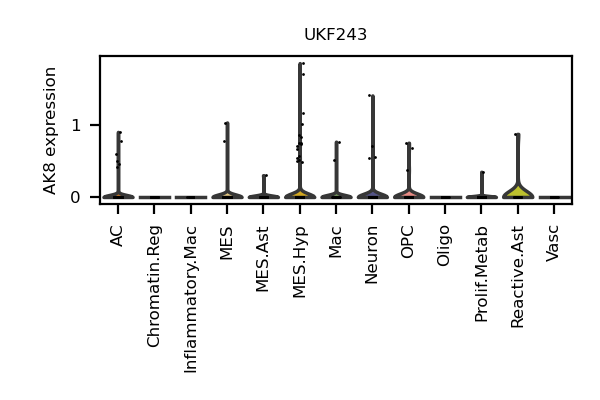 UKF243
AK8 expression
1
0
AC
Chromatin.Reg
Inflammatory.Mac
MES
MES.Ast
MES.Hyp
Mac
Neuron
OPC
Oligo
Prolif.Metab
Reactive.Ast
Vasc